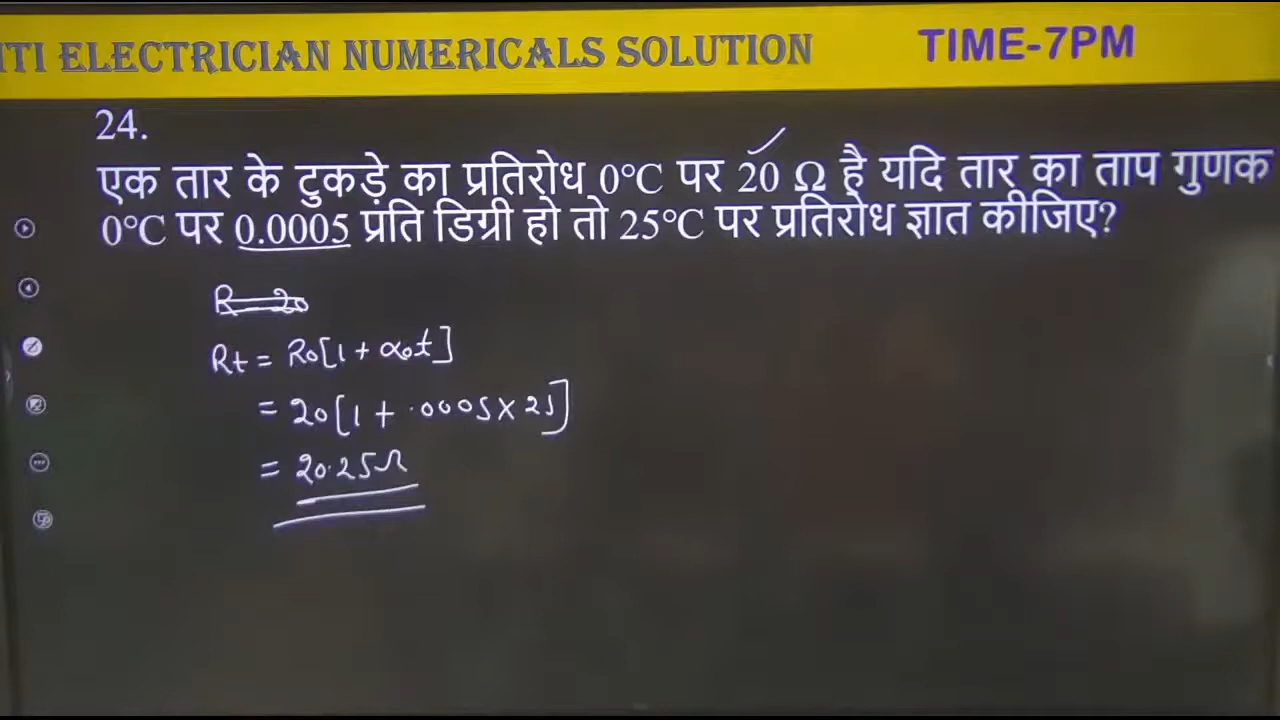 ITI ELECTRICIAN NUMERICALS SOLUTION TIME-7PM
24.
एक तार के टुकड़े का प्रतिरोध 0°C पर 20 Ω है यदि तार का ताप गुणक
0°C पर 0.0005 प्रति डिग्री हो तो 25°C पर प्रतिरोध ज्ञात कीजिए?
R = 20
Rt = R0[1 + α0t]
= 20[1 + .0005 × 25]
= 20.25Ω